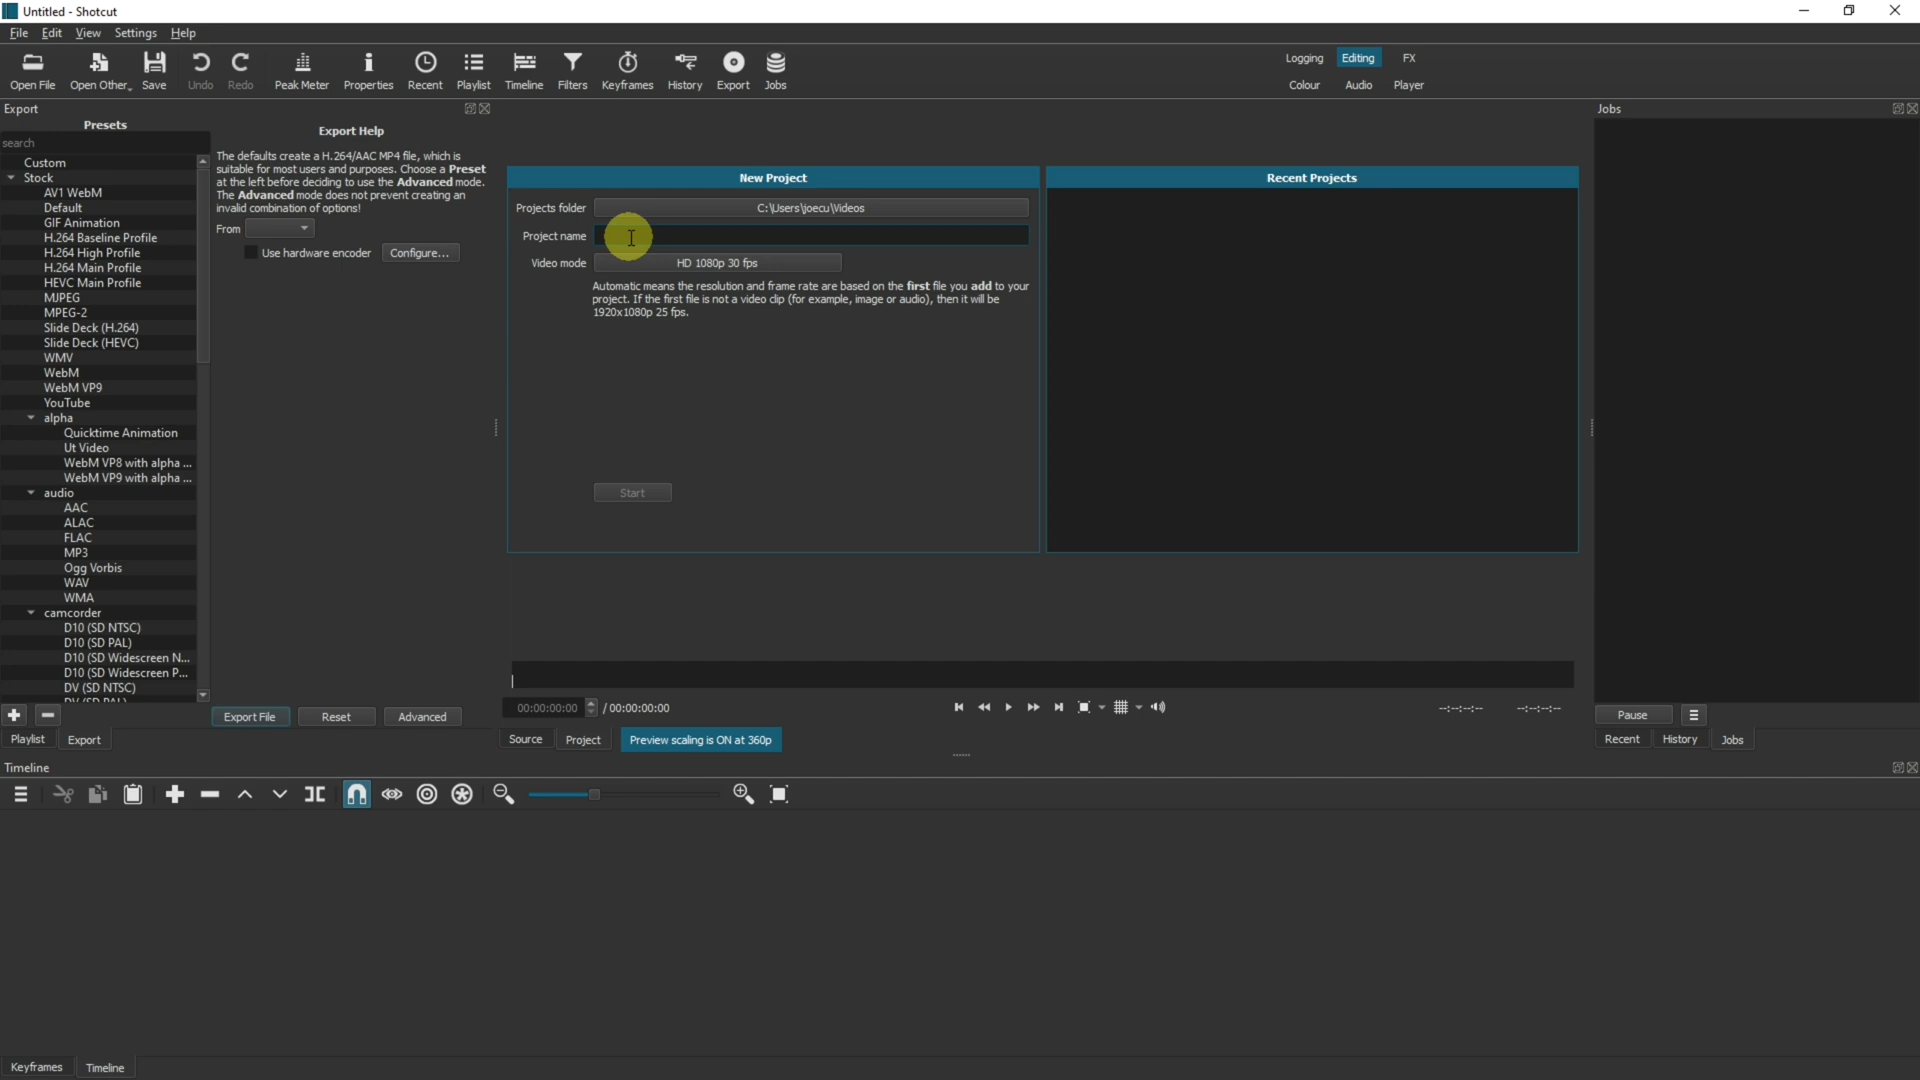 Untitled - Shotcut
File Edit View Settings Help
Open File Open Other... Save Undo Redo Peak Meter Properties Recent Playlist Timeline Filters Keyframes History Export Jobs
Logging Editing FX
Colour Audio Player
Export
Presets
search
Custom
Stock
AV1 WebM
Default
GIF Animation
H.264 Baseline Profile
H.264 High Profile
H.264 Main Profile
HEVC Main Profile
MJPEG
MPEG-2
Slide Deck (H.264)
Slide Deck (HEVC)
WMV
WebM
WebM VP9
YouTube
alpha
Quicktime Animation
Ut Video
WebM VP8 with alpha ...
WebM VP9 with alpha ...
audio
AAC
ALAC
FLAC
MP3
Ogg Vorbis
WAV
WMA
camcorder
D10 (SD NTSC)
D10 (SD PAL)
D10 (SD Widescreen N...
D10 (SD Widescreen P...
DV (SD NTSC)
DV (SD PAL)
Export Help
The defaults create a H.264/AAC MP4 file, which is
suitable for most users and purposes. Choose a Preset
at the left before deciding to use the Advanced mode.
The Advanced mode does not prevent creating an
invalid combination of options!
From
Use hardware encoder Configure...
Export File Reset Advanced
Playlist Export
New Project
Projects folder C:\Users\joecu\Videos
Project name
Video mode HD 1080p 30 fps
Automatic means the resolution and frame rate are based on the first file you add to your
project. If the first file is not a video clip (for example, image or audio), then it will be
1920x1080p 25 fps.
Start
Recent Projects
00:00:00:00 / 00:00:00:00
--:--:--:-- --:--:--:--
Source Project Preview scaling is ON at 360p
Jobs
Pause
Recent History Jobs
Timeline
Keyframes Timeline